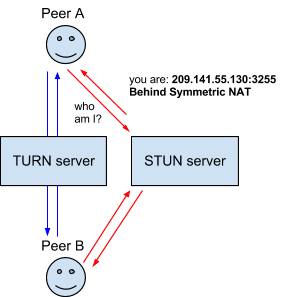 Peer A
you are: 209.141.55.130:3255
Behind Symmetric NAT
who
am I?
TURN server
STUN server
Peer B